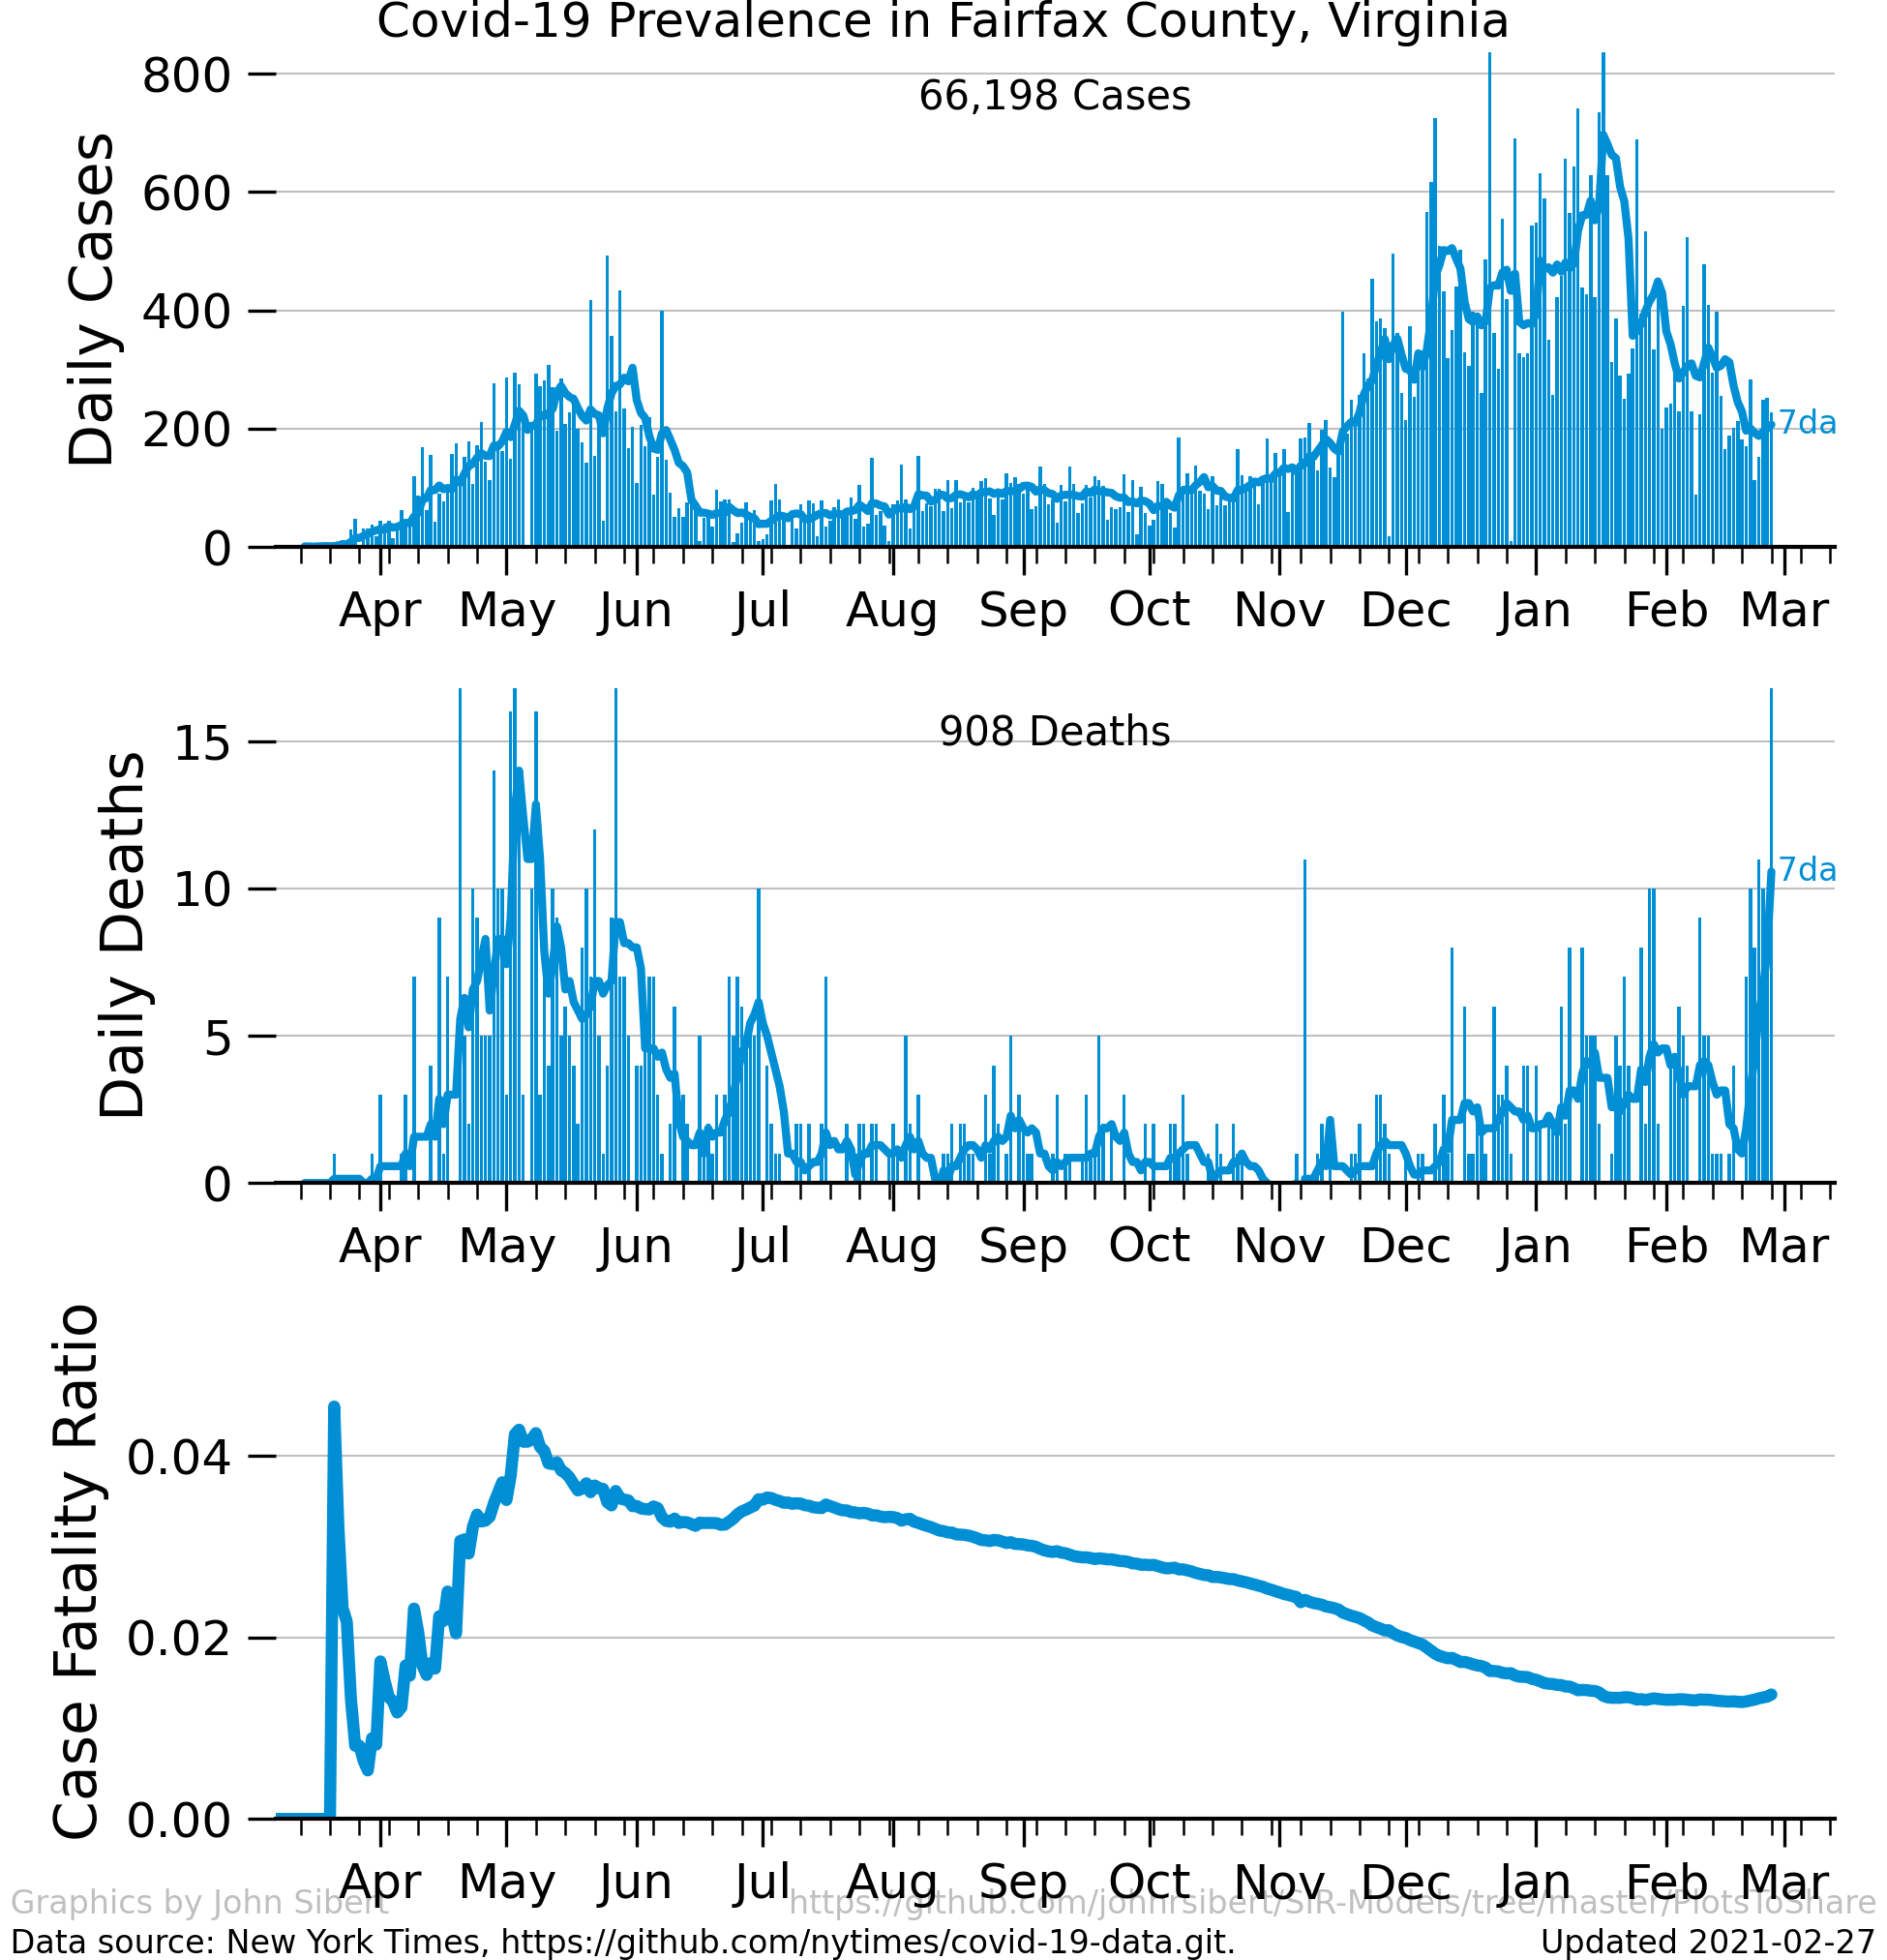 Covid-19 Prevalence in Fairfax County, Virginia
66,198 Cases
Daily Cases
800
600
400
200
0
7da
Apr May Jun Jul Aug Sep Oct Nov Dec Jan Feb Mar
908 Deaths
Daily Deaths
15
10
5
0
7da
Apr May Jun Jul Aug Sep Oct Nov Dec Jan Feb Mar
Case Fatality Ratio
0.04
0.02
0.00
Apr May Jun Jul Aug Sep Oct Nov Dec Jan Feb Mar
Graphics by John Sibert https://github.com/johnrsibert/SIR-Models/tree/master/PlotsToShare
Data source: New York Times, https://github.com/nytimes/covid-19-data.git. Updated 2021-02-27